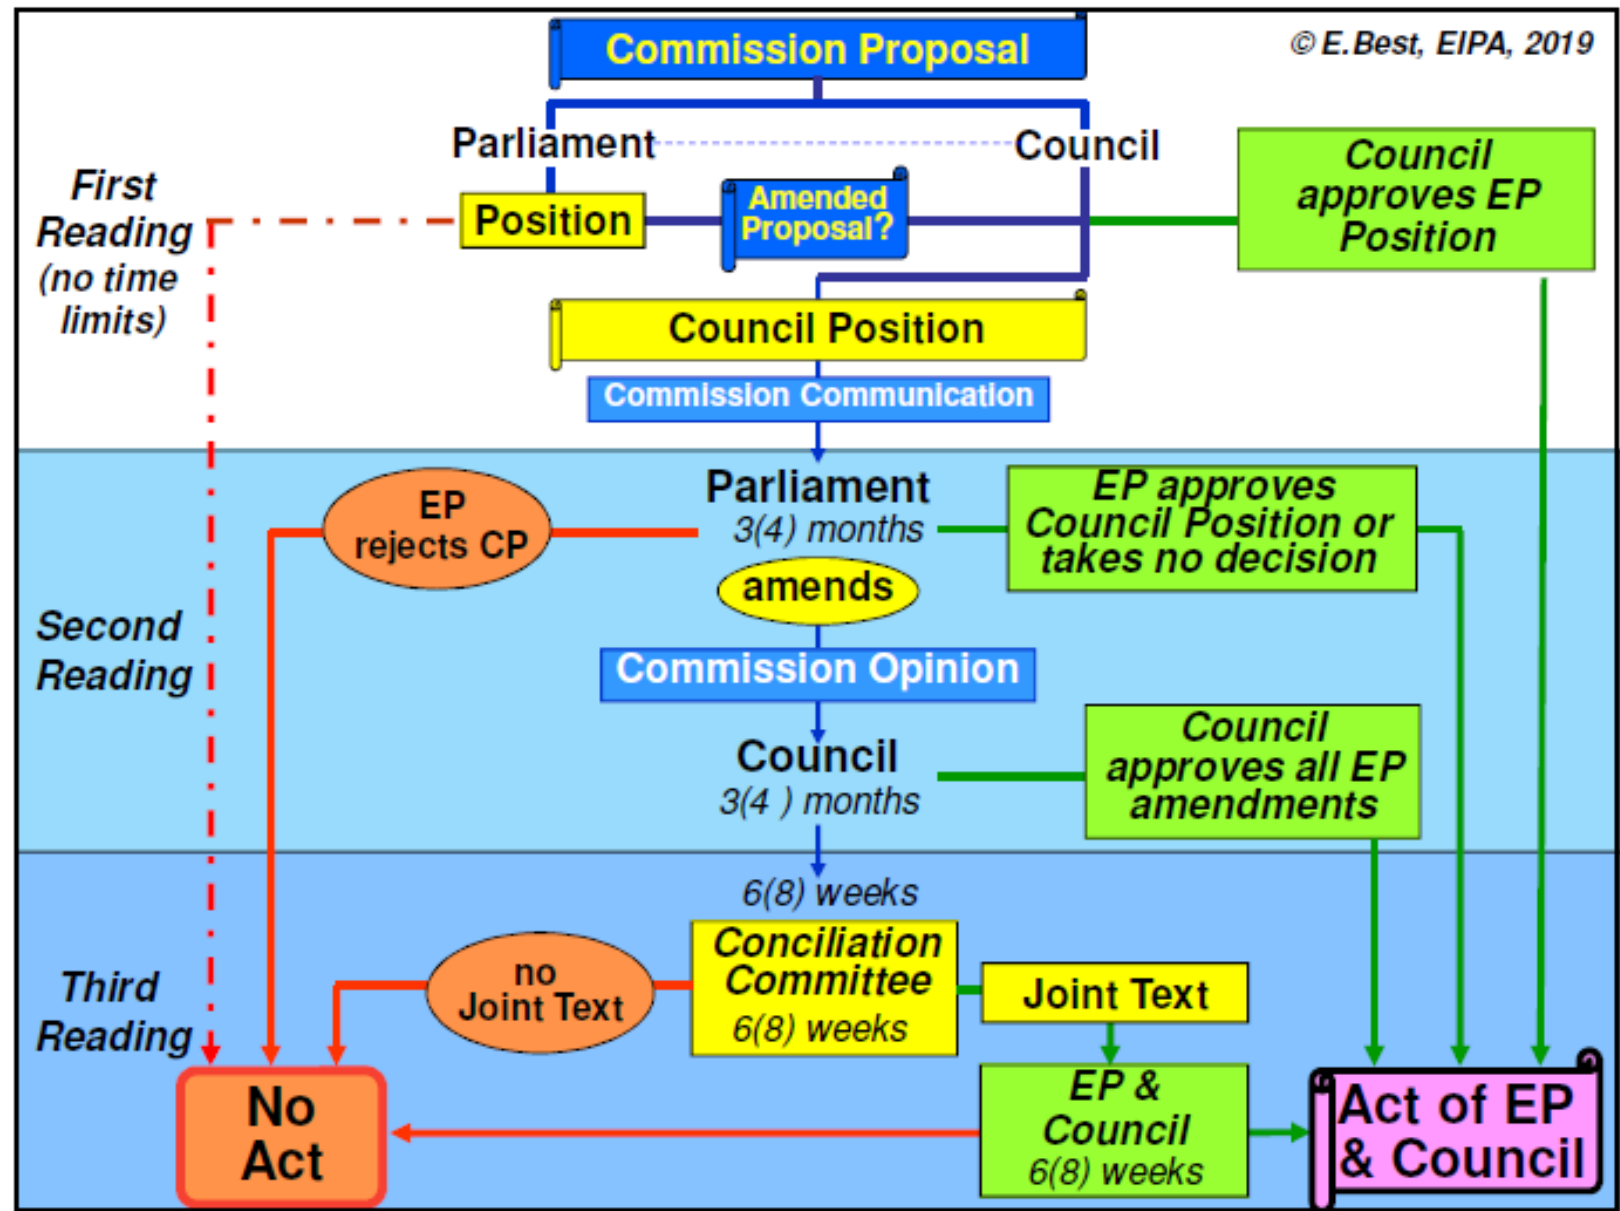 Commission Proposal
© E.Best, EIPA, 2019
Parliament
Council
First
Reading
(no time
limits)
Position
Amended
Proposal?
Council
approves EP
Position
Council Position
Commission Communication
EP
rejects CP
Parliament
3(4) months
EP approves
Council Position or
takes no decision
amends
Second
Reading
Commission Opinion
Council
3(4 ) months
Council
approves all EP
amendments
6(8) weeks
Third
Reading
no
Joint Text
Conciliation
Committee
6(8) weeks
Joint Text
No
Act
EP &
Council
6(8) weeks
Act of EP
& Council